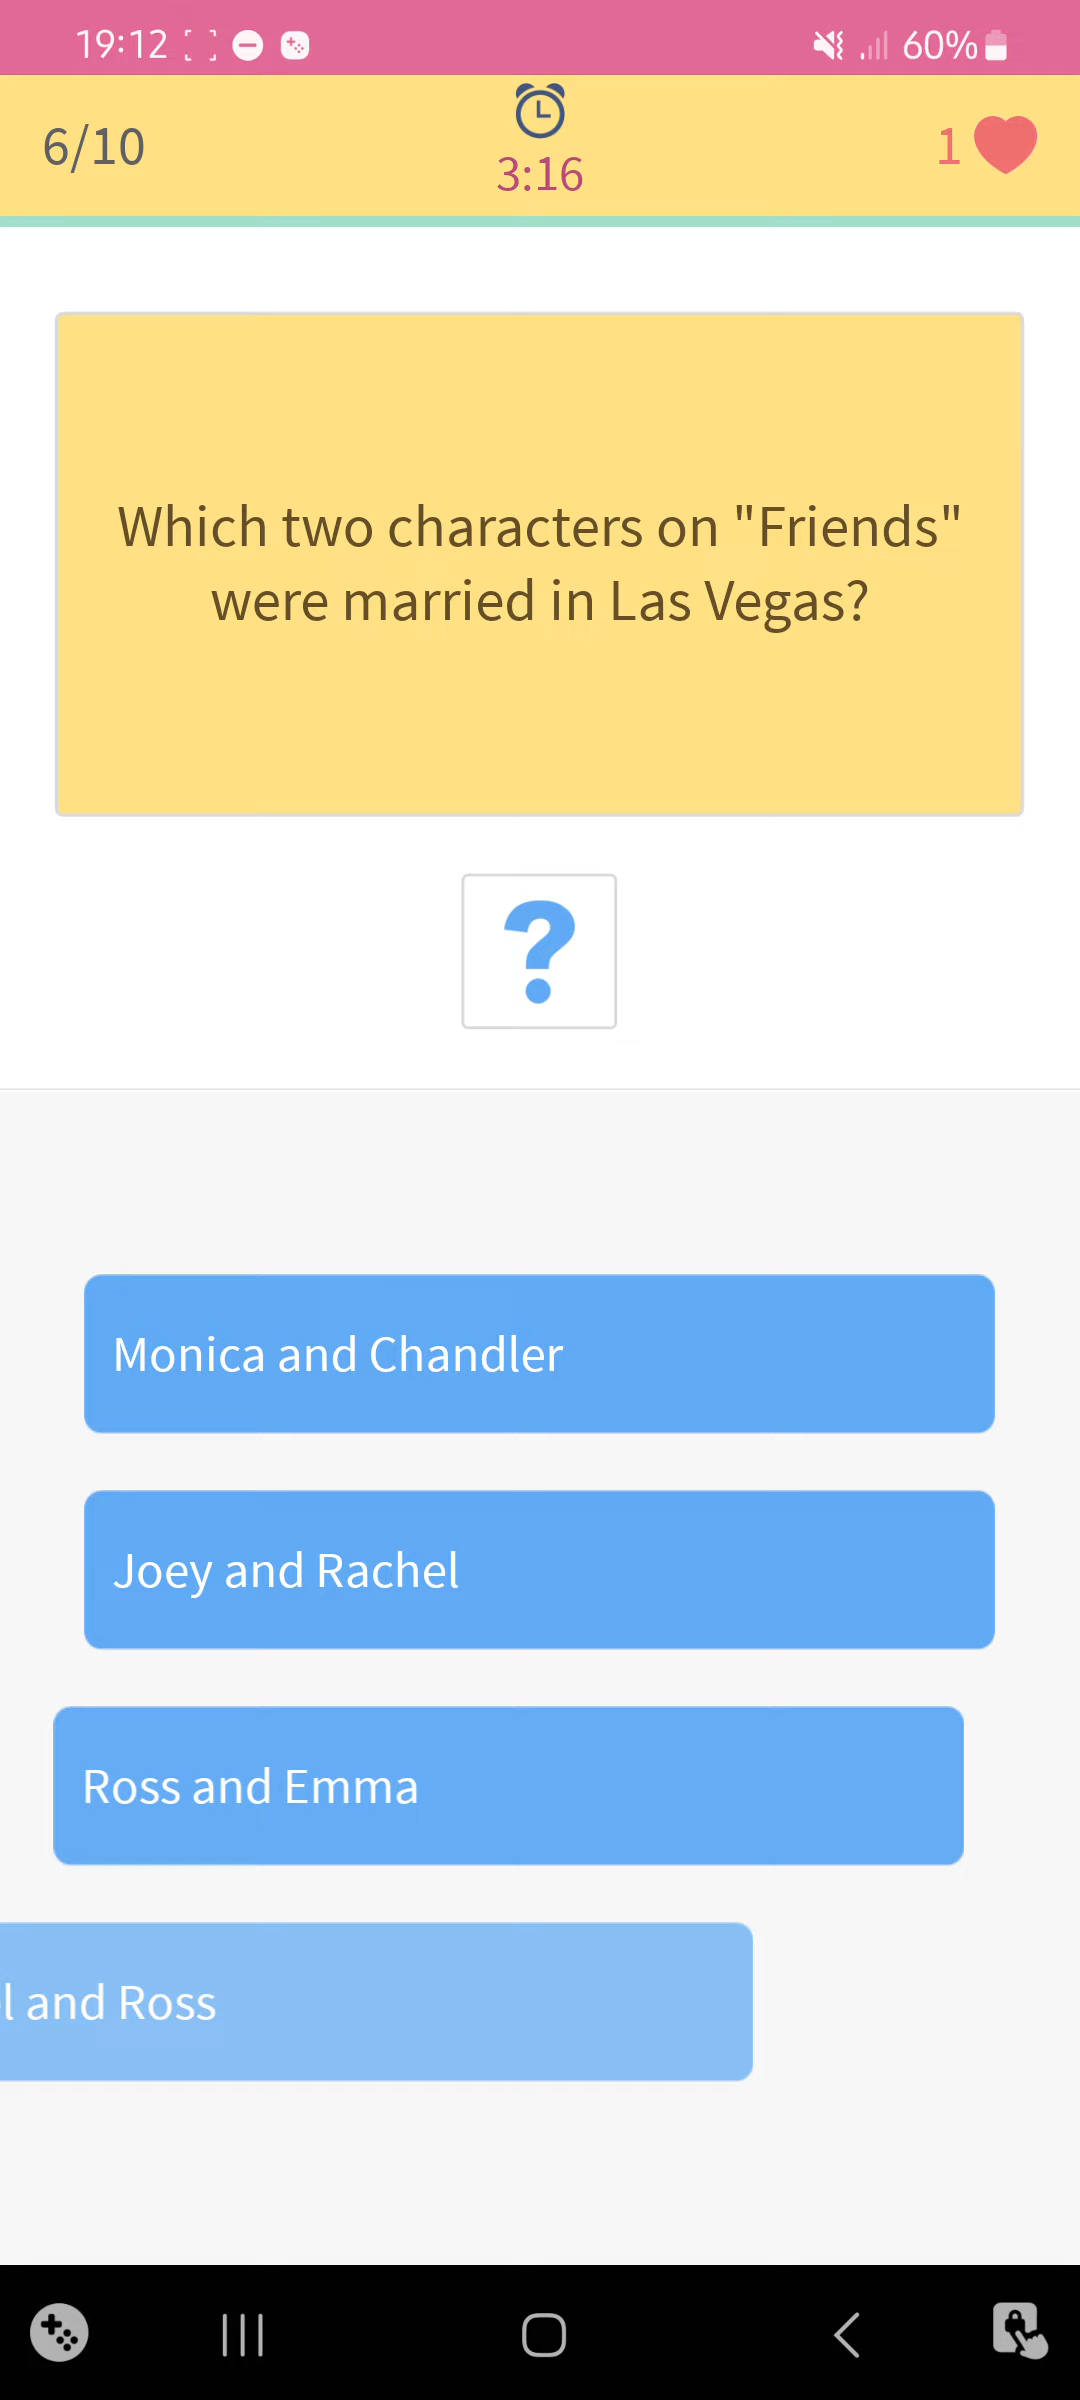 19:12
60%
6/10
3:16
1
Which two characters on "Friends"
were married in Las Vegas?
?
Monica and Chandler
Joey and Rachel
Ross and Emma
l and Ross